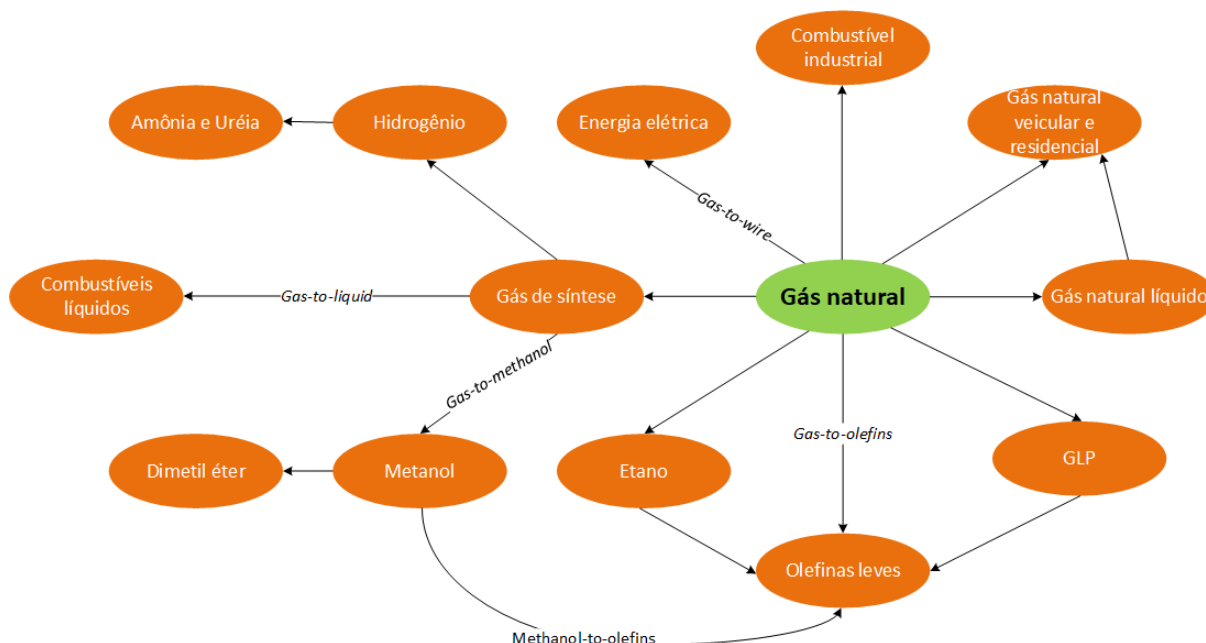 Combustível
industrial
Amônia e Uréia
Hidrogênio
Energia elétrica
Gás natural
veicular e
residencial
Gas-to-wire
Combustíveis
líquidos
Gas-to-liquid
Gás de síntese
Gás natural
Gás natural líquido
Gas-to-methanol
Gas-to-olefins
Dimetil éter
Metanol
Etano
GLP
Olefinas leves
Methanol-to-olefins